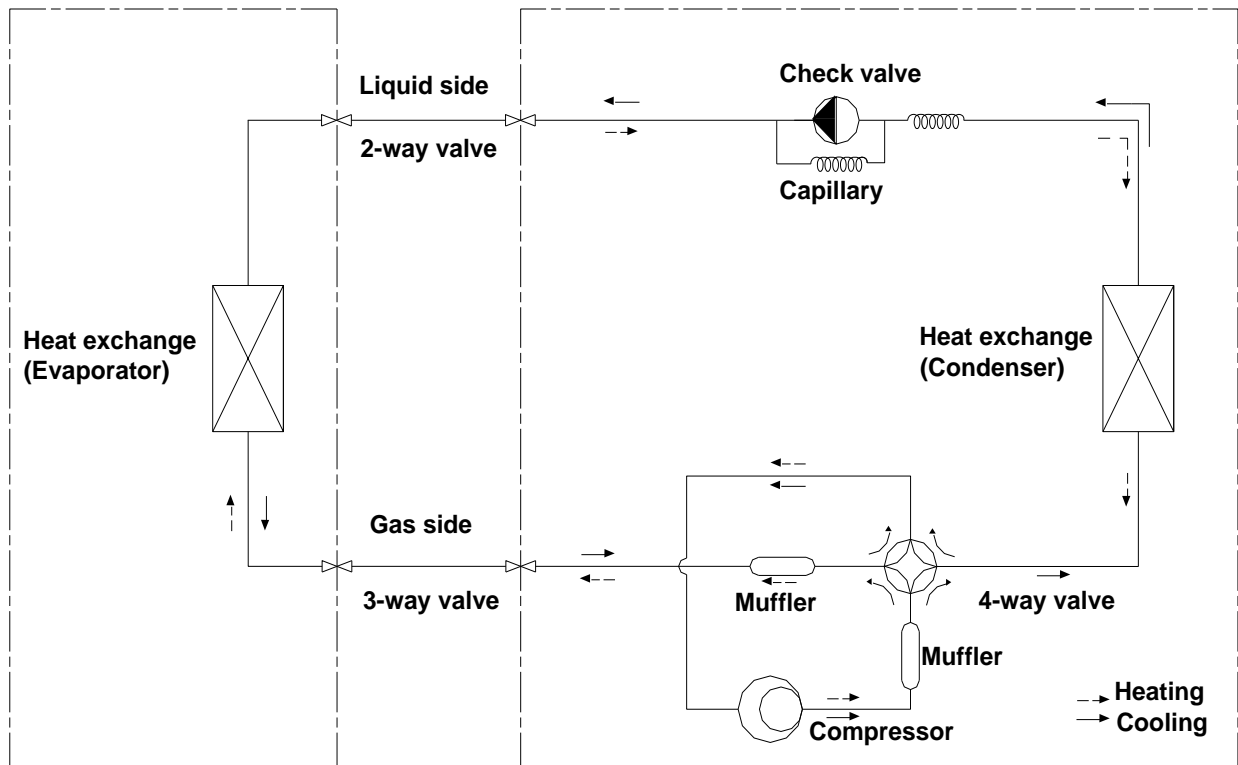 Check valve
Liquid side
2-way valve
Capillary
Heat exchange
(Evaporator)
Heat exchange
(Condenser)
Gas side
3-way valve
Muffler
4-way valve
Muffler
Heating
Compressor
Cooling